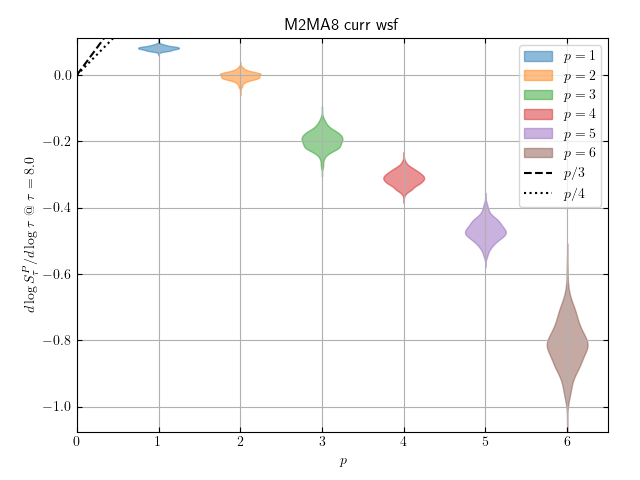 M2MA8 curr wsf
d log S_τ^P / d log τ @ τ = 8.0
0.0
−0.2
−0.4
−0.6
−0.8
−1.0
p = 1
p = 2
p = 3
p = 4
p = 5
p = 6
p/3
p/4
0 1 2 3 4 5 6
p